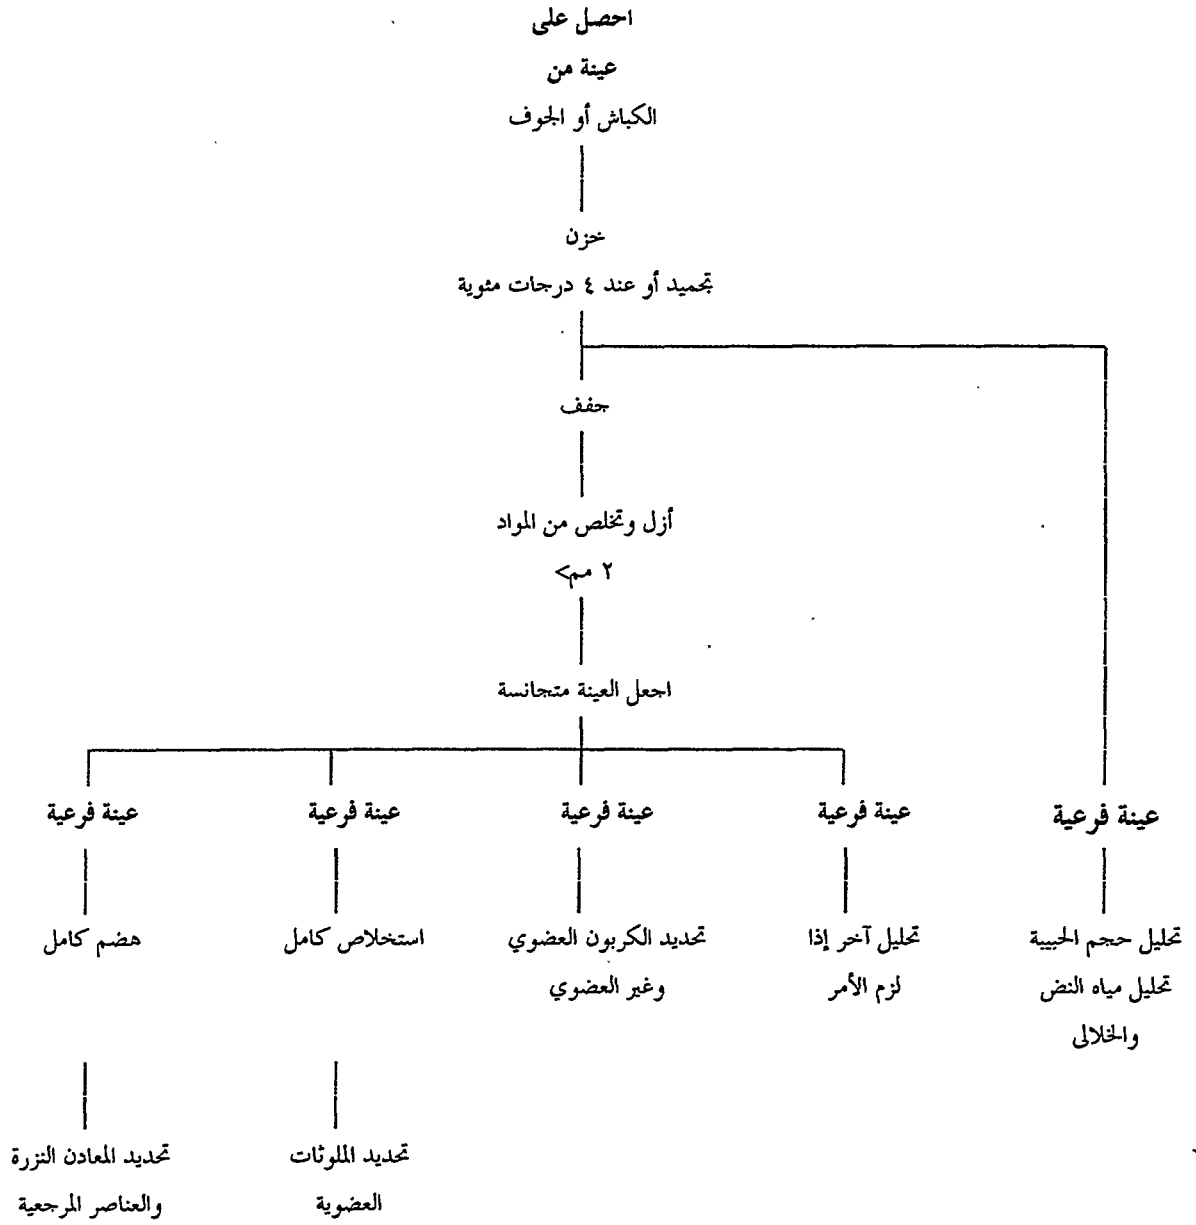 احصل على
عينة من
الكباش أو الجوف
خزن
تجميد أو عند ٤ درجات مئوية
جفف
أزل وتخلص من المواد
٢ مم>
اجعل العينة متجانسة
عينة فرعية
عينة فرعية
عينة فرعية
عينة فرعية
عينة فرعية
تحليل حجم الحبيبة
تحليل مياه النض
والخلالى
تحليل آخر إذا
لزم الأمر
تحديد الكربون العضوي
وغير العضوي
استخلاص كامل
هضم كامل
تحديد الملوثات
العضوية
تحديد المعادن النزرة
والعناصر المرجعية